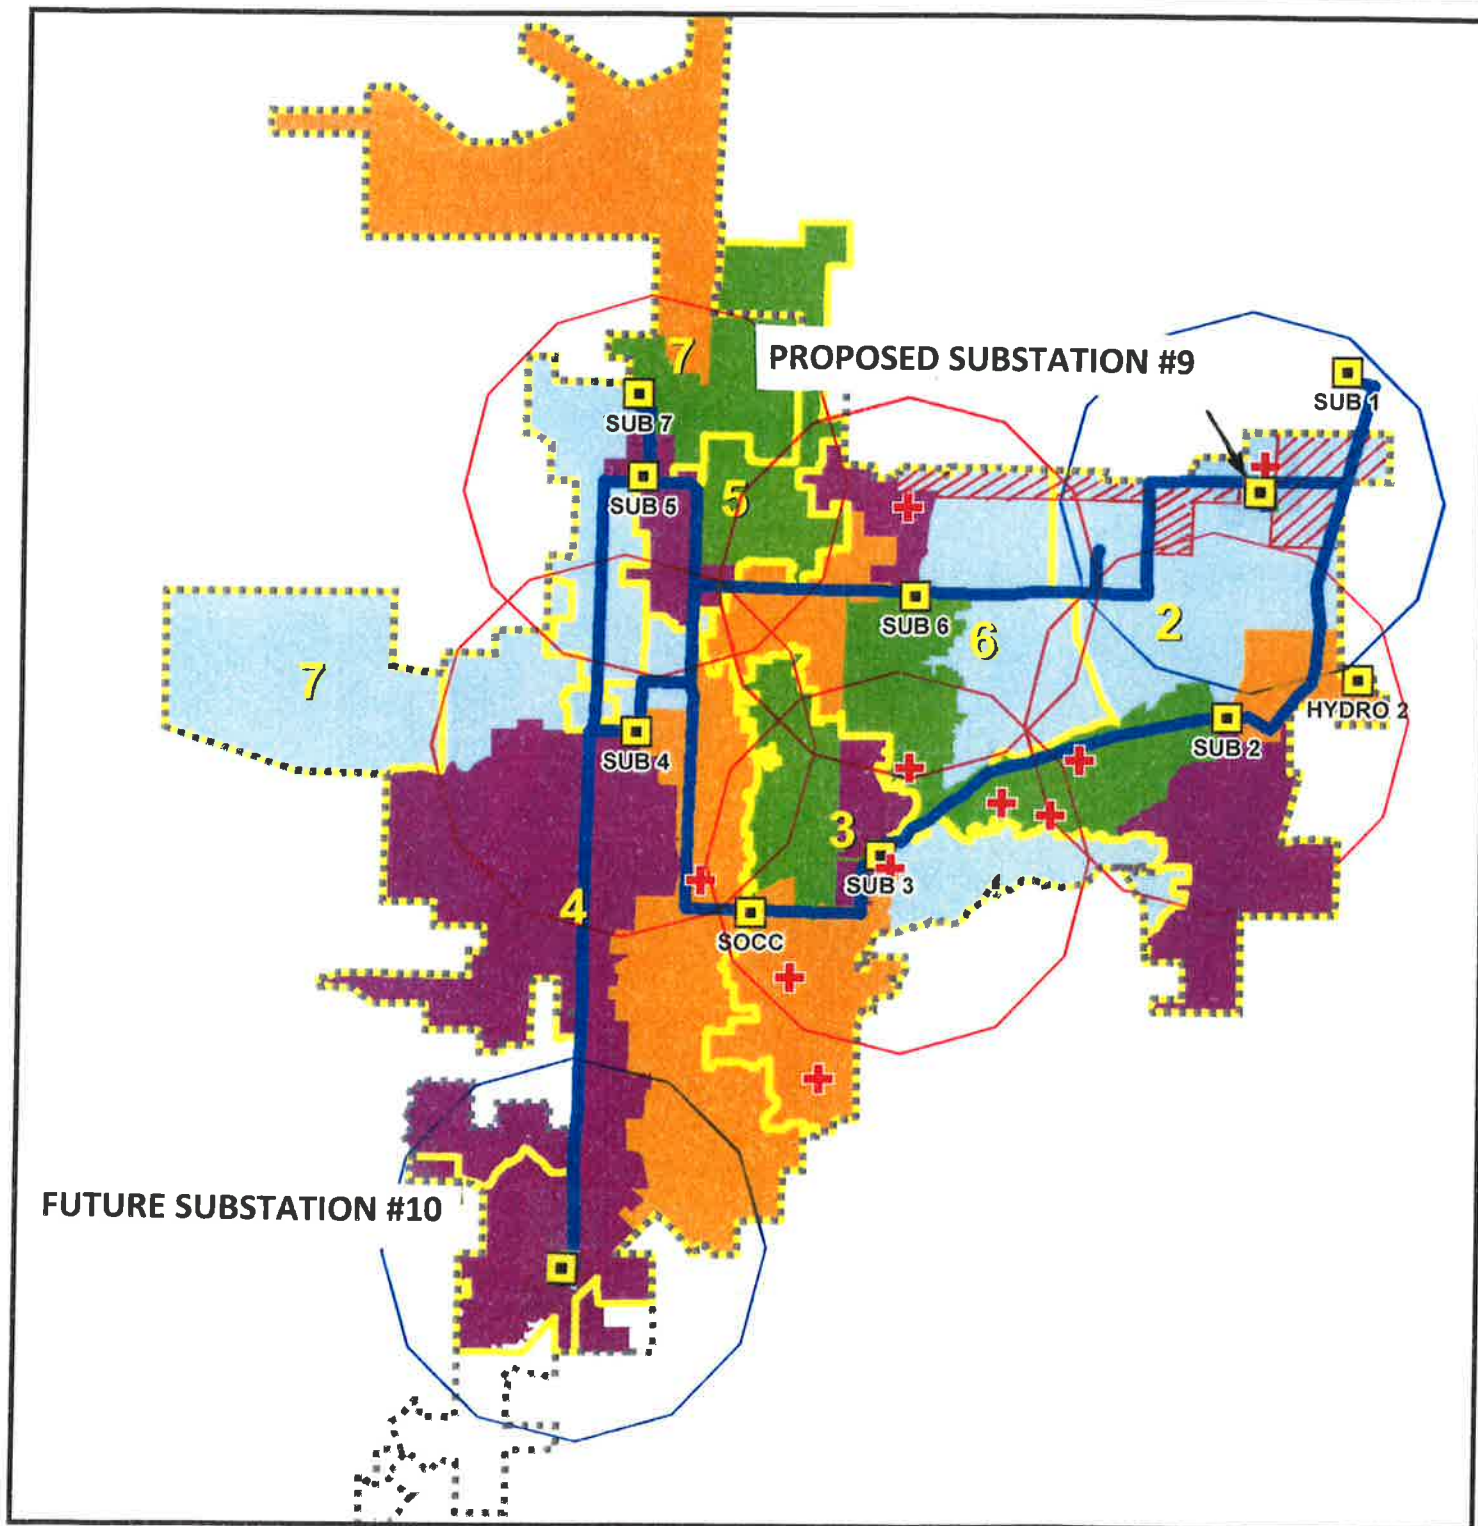 7
PROPOSED SUBSTATION #9
SUB 1
SUB 7
5
SUB 5
SUB 6
6
2
7
HYDRO 2
SUB 2
SUB 4
3
SUB 3
4
SOCC
FUTURE SUBSTATION #10